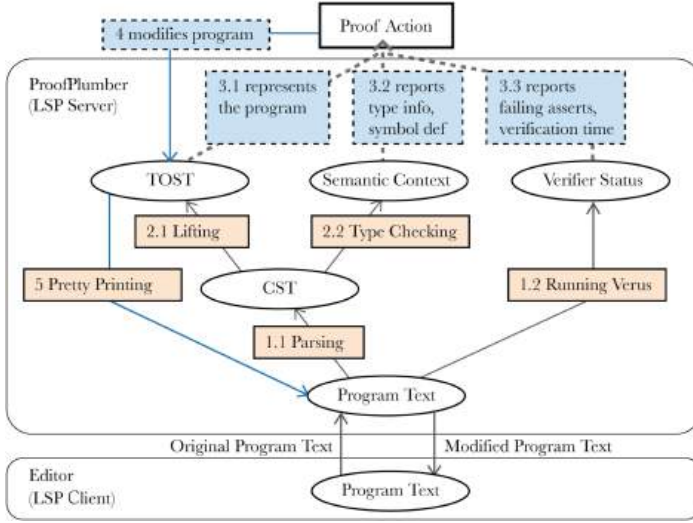 Proof Action
4 modifies program
ProofPlumber
(LSP Server)
3.1 represents
the program
3.2 reports
type info,
symbol def
3.3 reports
failing asserts,
verification time
TOST
Semantic Context
Verifier Status
2.1 Lifting
2.2 Type Checking
5 Pretty Printing
CST
1.2 Running Verus
1.1 Parsing
Program Text
Original Program Text
Modified Program Text
Editor
(LSP Client)
Program Text